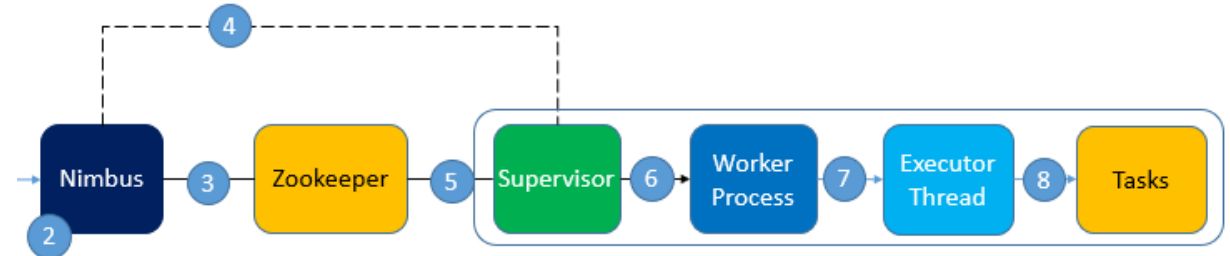 4
Nimbus
3
Zookeeper
5
Supervisor
6
Worker
Process
7
Executor
Thread
8
Tasks
2